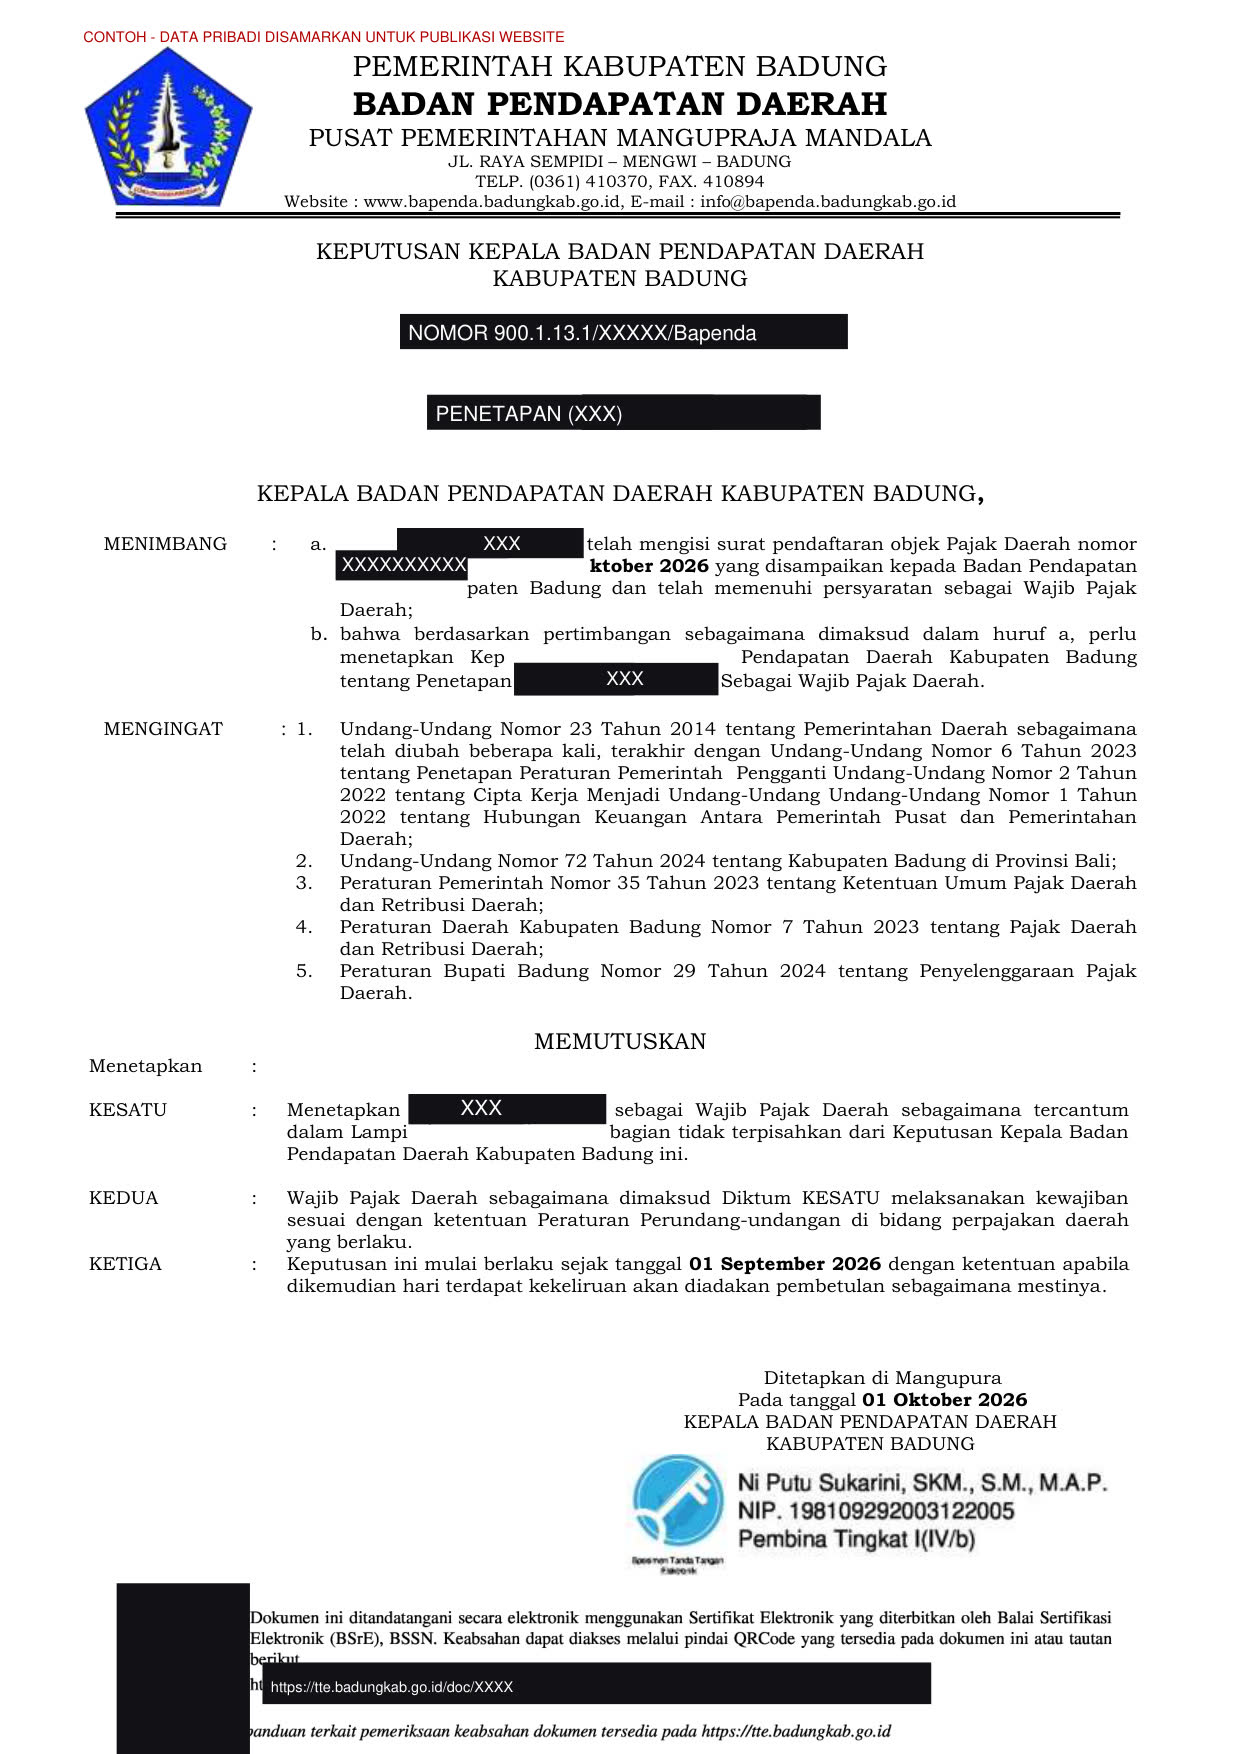 CONTOH - DATA PRIBADI DISAMARKAN UNTUK PUBLIKASI WEBSITE
PEMERINTAH KABUPATEN BADUNG
BADAN PENDAPATAN DAERAH
PUSAT PEMERINTAHAN MANGUPRAJA MANDALA
JL. RAYA SEMPIDI – MENGWI – BADUNG
TELP. (0361) 410370, FAX. 410894
Website : www.bapenda.badungkab.go.id, E-mail : info@bapenda.badungkab.go.id
KEPUTUSAN KEPALA BADAN PENDAPATAN DAERAH
KABUPATEN BADUNG
NOMOR 900.1.13.1/XXXXX/Bapenda
PENETAPAN (XXX)
KEPALA BADAN PENDAPATAN DAERAH KABUPATEN BADUNG,
MENIMBANG : a. XXX telah mengisi surat pendaftaran objek Pajak Daerah nomor
XXXXXXXXXX ktober 2026 yang disampaikan kepada Badan Pendapatan
paten Badung dan telah memenuhi persyaratan sebagai Wajib Pajak
Daerah;
b. bahwa berdasarkan pertimbangan sebagaimana dimaksud dalam huruf a, perlu
menetapkan Kep Pendapatan Daerah Kabupaten Badung
tentang Penetapan XXX Sebagai Wajib Pajak Daerah.
MENGINGAT : 1. Undang-Undang Nomor 23 Tahun 2014 tentang Pemerintahan Daerah sebagaimana
telah diubah beberapa kali, terakhir dengan Undang-Undang Nomor 6 Tahun 2023
tentang Penetapan Peraturan Pemerintah Pengganti Undang-Undang Nomor 2 Tahun
2022 tentang Cipta Kerja Menjadi Undang-Undang Undang-Undang Nomor 1 Tahun
2022 tentang Hubungan Keuangan Antara Pemerintah Pusat dan Pemerintahan
Daerah;
2. Undang-Undang Nomor 72 Tahun 2024 tentang Kabupaten Badung di Provinsi Bali;
3. Peraturan Pemerintah Nomor 35 Tahun 2023 tentang Ketentuan Umum Pajak Daerah
dan Retribusi Daerah;
4. Peraturan Daerah Kabupaten Badung Nomor 7 Tahun 2023 tentang Pajak Daerah
dan Retribusi Daerah;
5. Peraturan Bupati Badung Nomor 29 Tahun 2024 tentang Penyelenggaraan Pajak
Daerah.
MEMUTUSKAN
Menetapkan :
KESATU : Menetapkan XXX sebagai Wajib Pajak Daerah sebagaimana tercantum
dalam Lampi bagian tidak terpisahkan dari Keputusan Kepala Badan
Pendapatan Daerah Kabupaten Badung ini.
KEDUA : Wajib Pajak Daerah sebagaimana dimaksud Diktum KESATU melaksanakan kewajiban
sesuai dengan ketentuan Peraturan Perundang-undangan di bidang perpajakan daerah
yang berlaku.
KETIGA : Keputusan ini mulai berlaku sejak tanggal 01 September 2026 dengan ketentuan apabila
dikemudian hari terdapat kekeliruan akan diadakan pembetulan sebagaimana mestinya.
Ditetapkan di Mangupura
Pada tanggal 01 Oktober 2026
KEPALA BADAN PENDAPATAN DAERAH
KABUPATEN BADUNG
Ni Putu Sukarini, SKM., S.M., M.A.P.
NIP. 198109292003122005
Pembina Tingkat I(IV/b)
Spesimen Tanda Tangan
Elektronik
Dokumen ini ditandatangani secara elektronik menggunakan Sertifikat Elektronik yang diterbitkan oleh Balai Sertifikasi
Elektronik (BSrE), BSSN. Keabsahan dapat diakses melalui pindai QRCode yang tersedia pada dokumen ini atau tautan
berikut
ht https://tte.badungkab.go.id/doc/XXXX
panduan terkait pemeriksaan keabsahan dokumen tersedia pada https://tte.badungkab.go.id